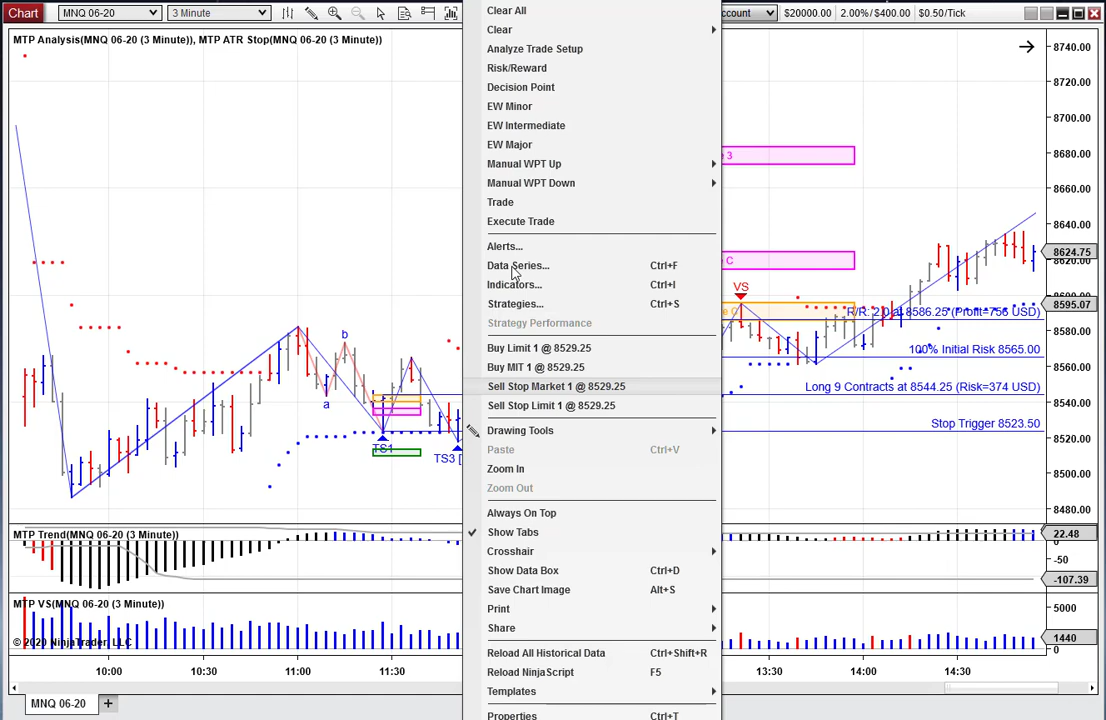 Chart
MNQ 06-20
3 Minute
ccount
$20000.00
2.00%/$400.00
$0.50/Tick
MTP Analysis(MNQ 06-20 (3 Minute)), MTP ATR Stop(MNQ 06-20 (3 Minute))
Clear All
Clear
Analyze Trade Setup
Risk/Reward
Decision Point
EW Minor
EW Intermediate
EW Major
Manual WPT Up
Manual WPT Down
Trade
Execute Trade
Alerts...
Data Series... Ctrl+F
Indicators... Ctrl+I
Strategies... Ctrl+S
Strategy Performance
Buy Limit 1 @ 8529.25
Buy MIT 1 @ 8529.25
Sell Stop Market 1 @ 8529.25
Sell Stop Limit 1 @ 8529.25
Drawing Tools
Paste Ctrl+V
Zoom In
Zoom Out
Always On Top
Show Tabs
Crosshair
Show Data Box Ctrl+D
Save Chart Image Alt+S
Print
Share
Reload All Historical Data Ctrl+Shift+R
Reload NinjaScript F5
Templates
Properties Ctrl+T
a
b
TS1
TS3 [
e 3
C
VS
R/R: 2.0 at 8586.25 (Profit=756 USD)
100% Initial Risk 8565.00
Long 9 Contracts at 8544.25 (Risk=374 USD)
Stop Trigger 8523.50
8740.00
8720.00
8700.00
8680.00
8660.00
8640.00
8624.75
8595.07
8580.00
8560.00
8540.00
8520.00
8500.00
8480.00
MTP Trend(MNQ 06-20 (3 Minute))
22.48
0
-50
-107.39
MTP VS(MNQ 06-20 (3 Minute))
5000
1440
0
© 2020 NinjaTrader, LLC
10:00
10:30
11:00
11:30
13:30
14:00
14:30
MNQ 06-20
+